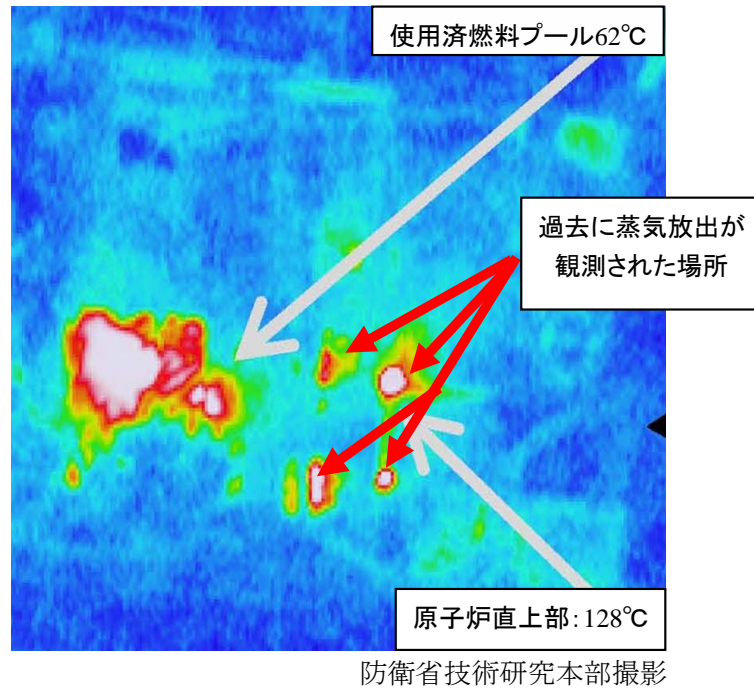 使用済燃料プール62℃
過去に蒸気放出が
観測された場所
原子炉直上部：128℃
防衛省技術研究本部撮影